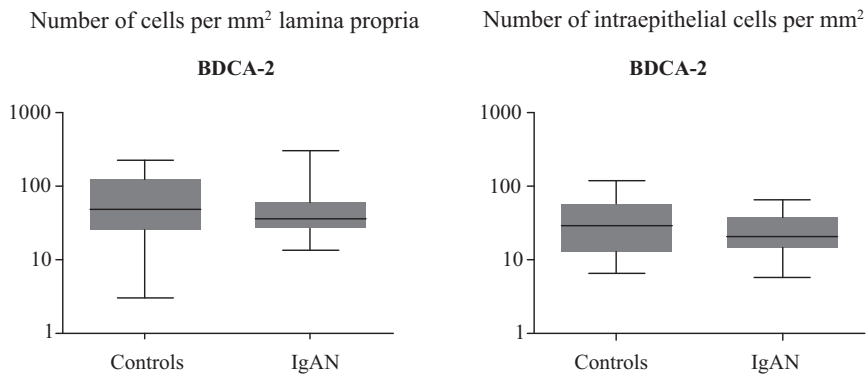 Number of cells per mm² lamina propria
BDCA-2
1000
100
10
1
Controls
IgAN
Number of intraepithelial cells per mm²
BDCA-2
1000
100
10
1
Controls
IgAN